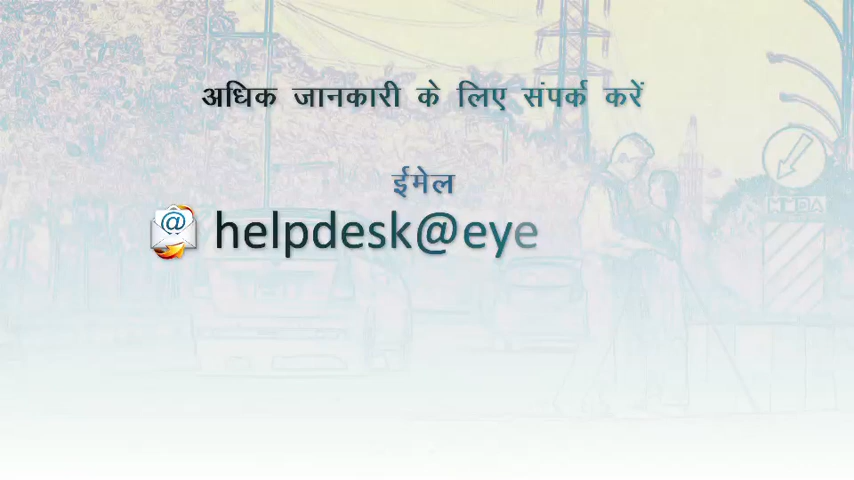 अधिक जानकारी के लिए संपर्क करें
ईमेल
helpdesk@eye